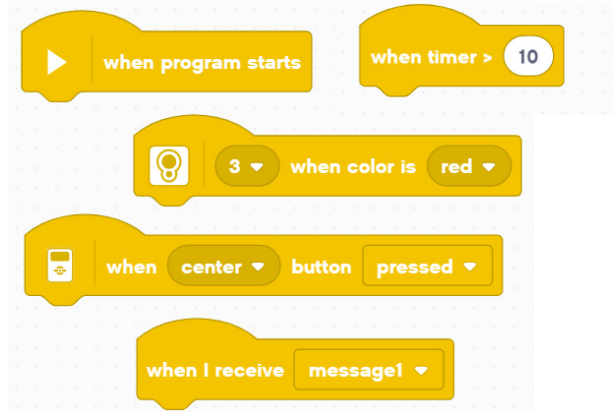 when program starts
when timer > 10
3 when color is red
when center button pressed
when I receive message1